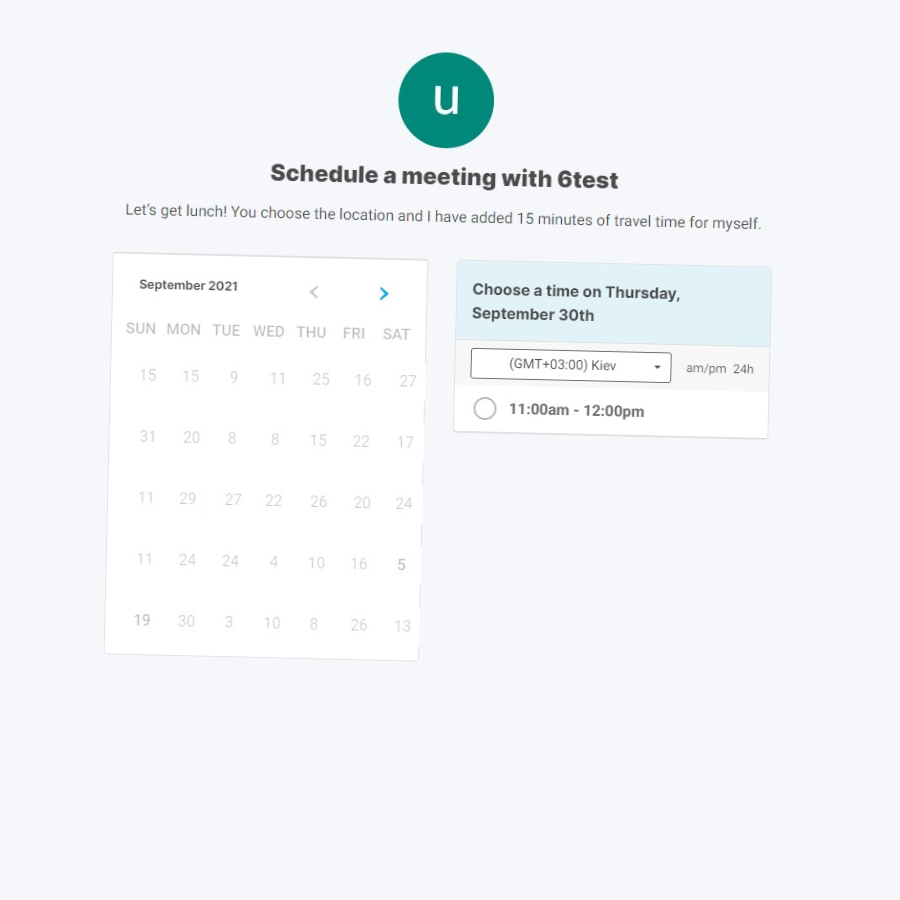 u
Schedule a meeting with 6test
Let's get lunch! You choose the location and I have added 15 minutes of travel time for myself.
September 2021
SUN MON TUE WED THU FRI SAT
15 15 9 11 25 16 27
31 20 8 8 15 22 17
11 29 27 22 26 20 24
11 24 24 4 10 16 5
19 30 3 10 8 26 13
Choose a time on Thursday,
September 30th
(GMT+03:00) Kiev am/pm 24h
11:00am - 12:00pm